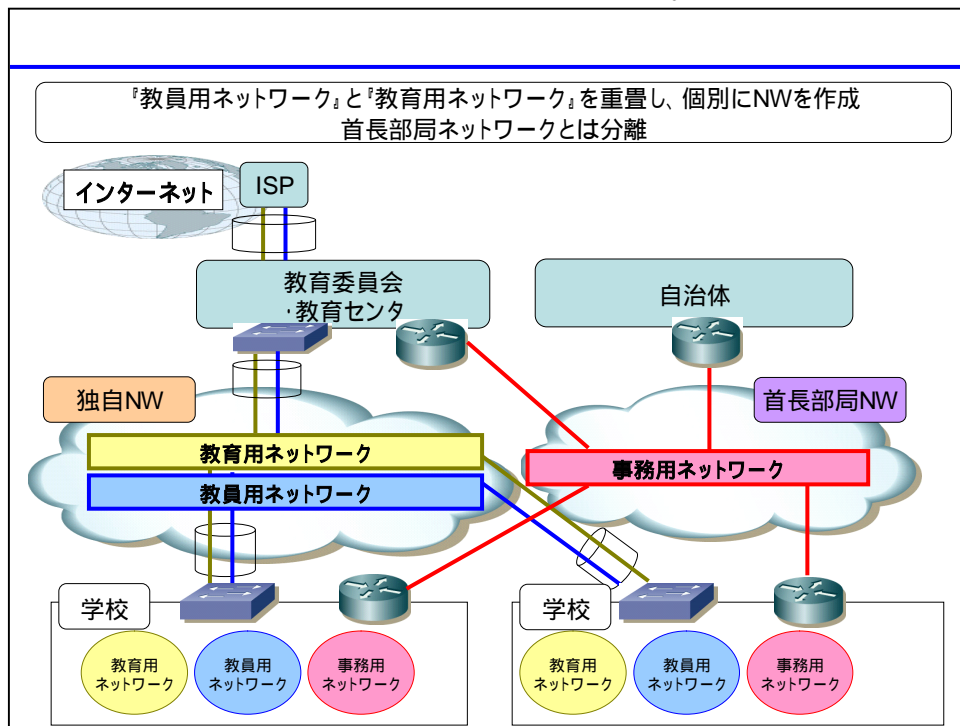 『教員用ネットワーク』と『教育用ネットワーク』を重畳し、個別にNWを作成
首長部局ネットワークとは分離
インターネット
ISP
教育委員会
・教育センタ
自治体
独自NW
首長部局NW
教育用ネットワーク
教員用ネットワーク
事務用ネットワーク
学校
教育用
ネットワーク
教員用
ネットワーク
事務用
ネットワーク
学校
教育用
ネットワーク
教員用
ネットワーク
事務用
ネットワーク